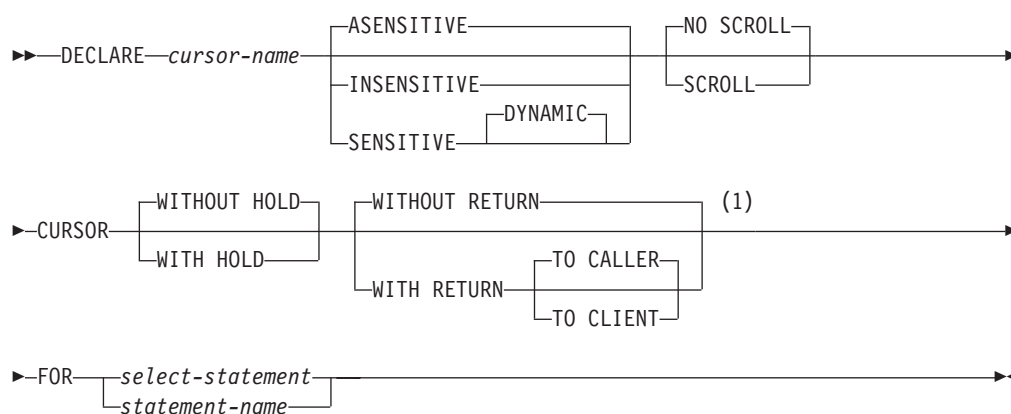 ASENSITIVE NO SCROLL
DECLARE cursor-name
INSENSITIVE SCROLL
DYNAMIC
SENSITIVE
WITHOUT HOLD WITHOUT RETURN (1)
CURSOR
WITH HOLD TO CALLER
WITH RETURN
TO CLIENT
FOR select-statement
statement-name